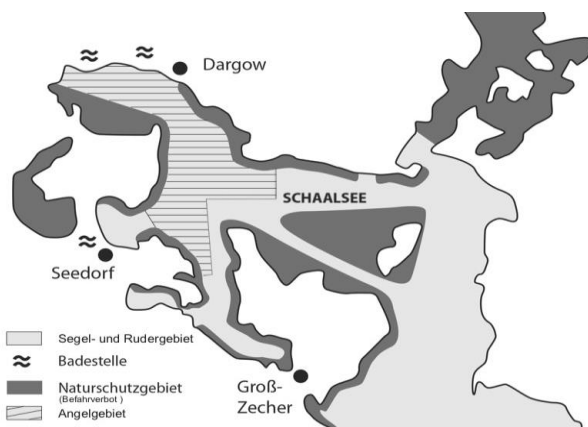 Dargow
SCHAALSEE
Seedorf
Segel- und Rudergebiet
Badestelle
Naturschutzgebiet
(Befahrverbot )
Angelgebiet
Groß-
Zecher